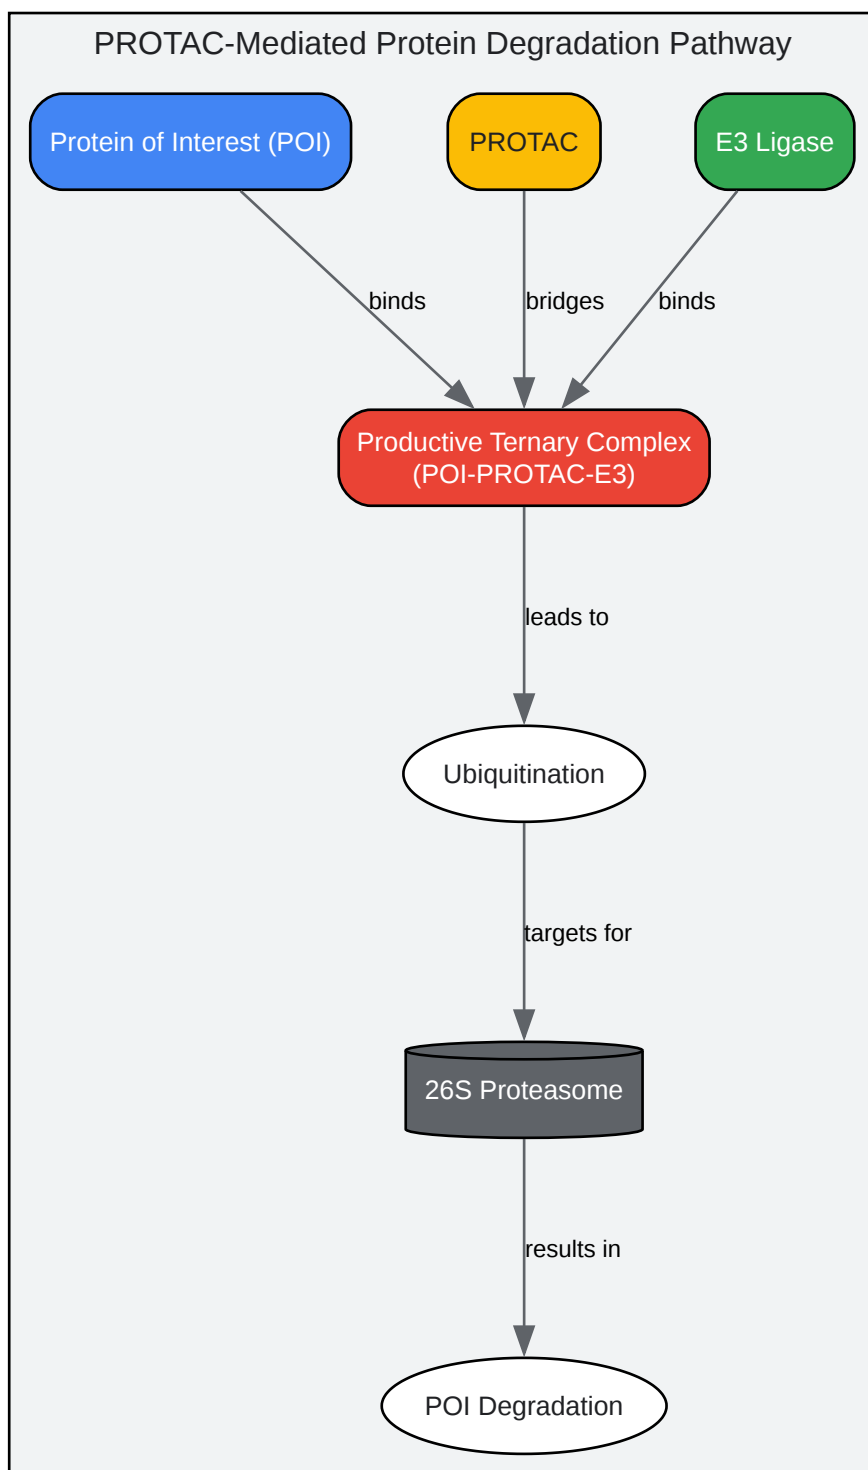 PROTAC-Mediated Protein Degradation Pathway
Protein of Interest (POI)
PROTAC
E3 Ligase
binds
bridges
binds
Productive Ternary Complex
(POI-PROTAC-E3)
leads to
Ubiquitination
targets for
26S Proteasome
results in
POI Degradation